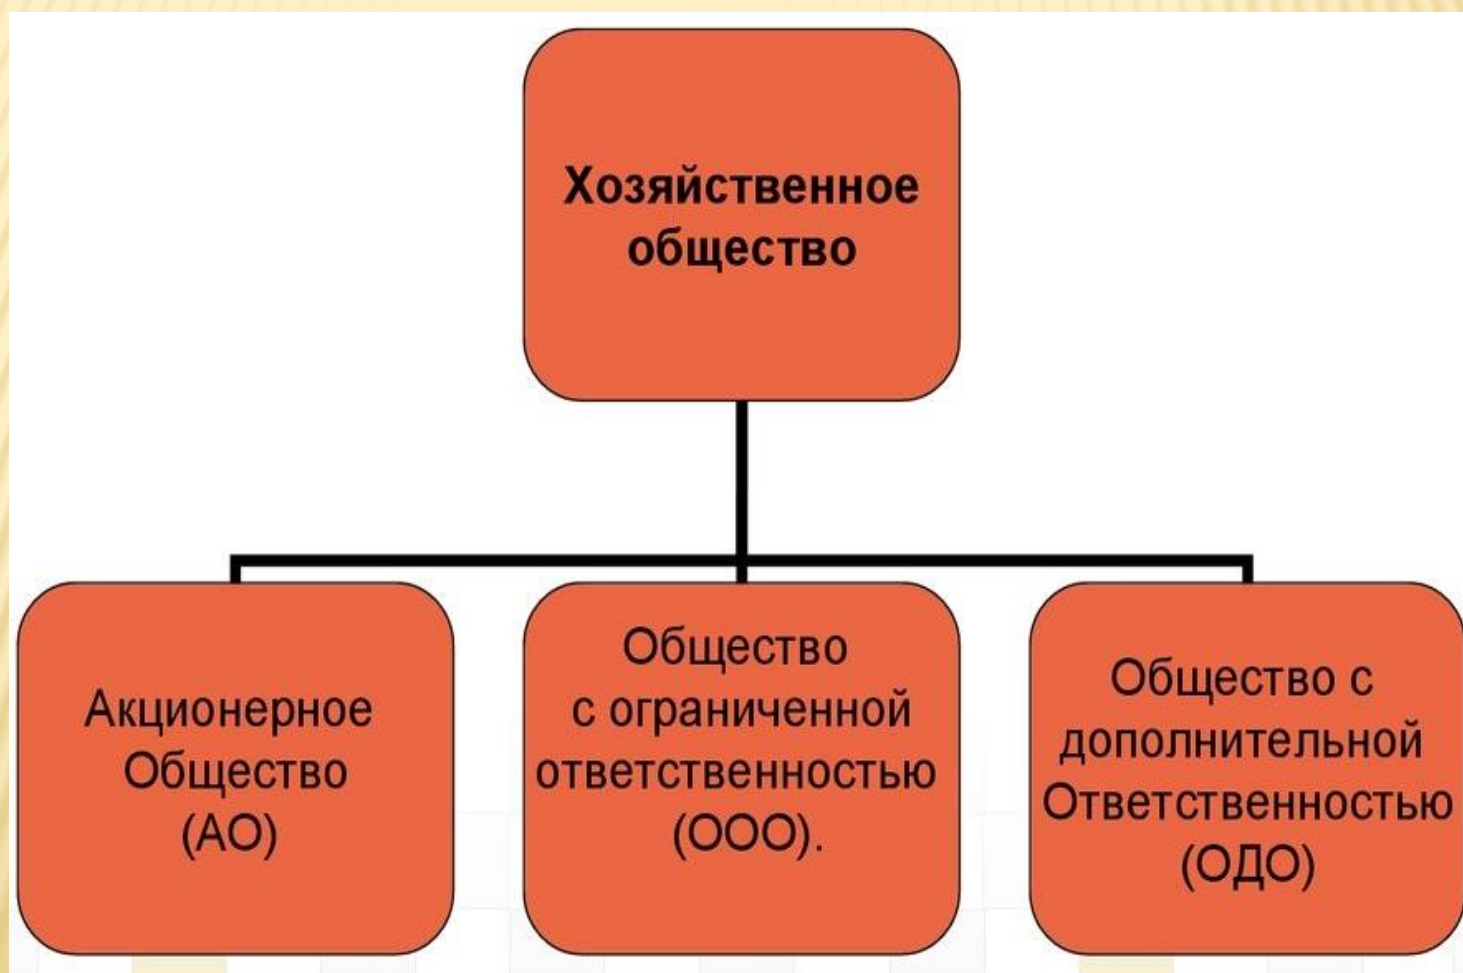 Хозяйственное
общество
Акционерное
Общество
(АО)
Общество
с ограниченной
ответственностью
(ООО).
Общество с
дополнительной
Ответственностью
(ОДО)